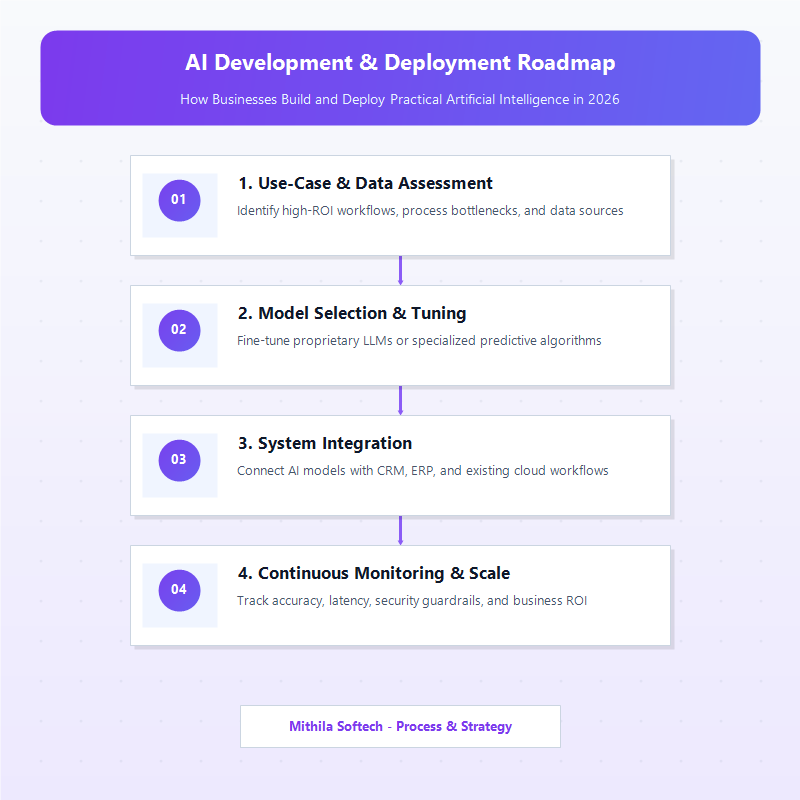 AI Development & Deployment Roadmap
How Businesses Build and Deploy Practical Artificial Intelligence in 2026
01
1. Use-Case & Data Assessment
Identify high-ROI workflows, process bottlenecks, and data sources
02
2. Model Selection & Tuning
Fine-tune proprietary LLMs or specialized predictive algorithms
03
3. System Integration
Connect AI models with CRM, ERP, and existing cloud workflows
04
4. Continuous Monitoring & Scale
Track accuracy, latency, security guardrails, and business ROI
Mithila Softech - Process & Strategy